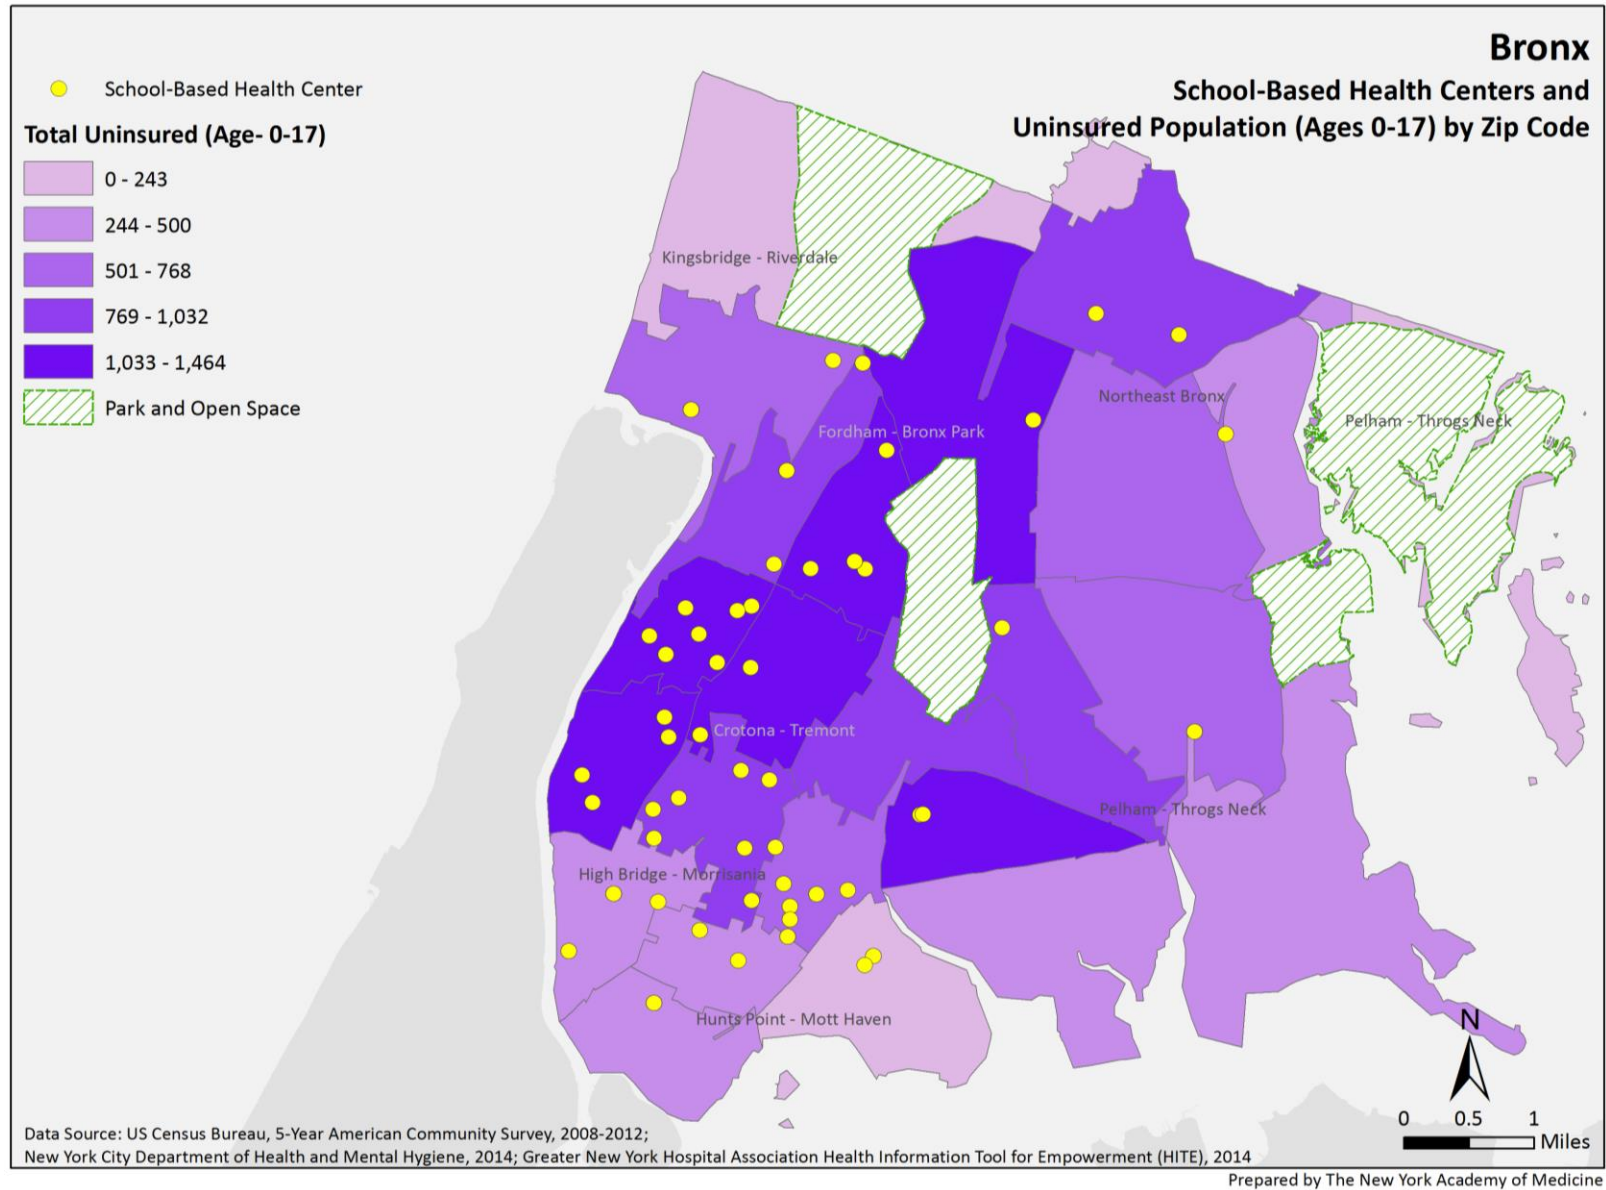 Bronx
School-Based Health Centers and
Uninsured Population (Ages 0-17) by Zip Code
School-Based Health Center
Total Uninsured (Age- 0-17)
0 - 243
244 - 500
501 - 768
769 - 1,032
1,033 - 1,464
Park and Open Space
Kingsbridge - Riverdale
Northeast Bronx
Pelham - Throgs Neck
Fordham - Bronx Park
Crotona - Tremont
Pelham - Throgs Neck
High Bridge - Morrisania
Hunts Point - Mott Haven
N
0 0.5 1
Miles
Data Source: US Census Bureau, 5-Year American Community Survey, 2008-2012;
New York City Department of Health and Mental Hygiene, 2014; Greater New York Hospital Association Health Information Tool for Empowerment (HITE), 2014
Prepared by The New York Academy of Medicine